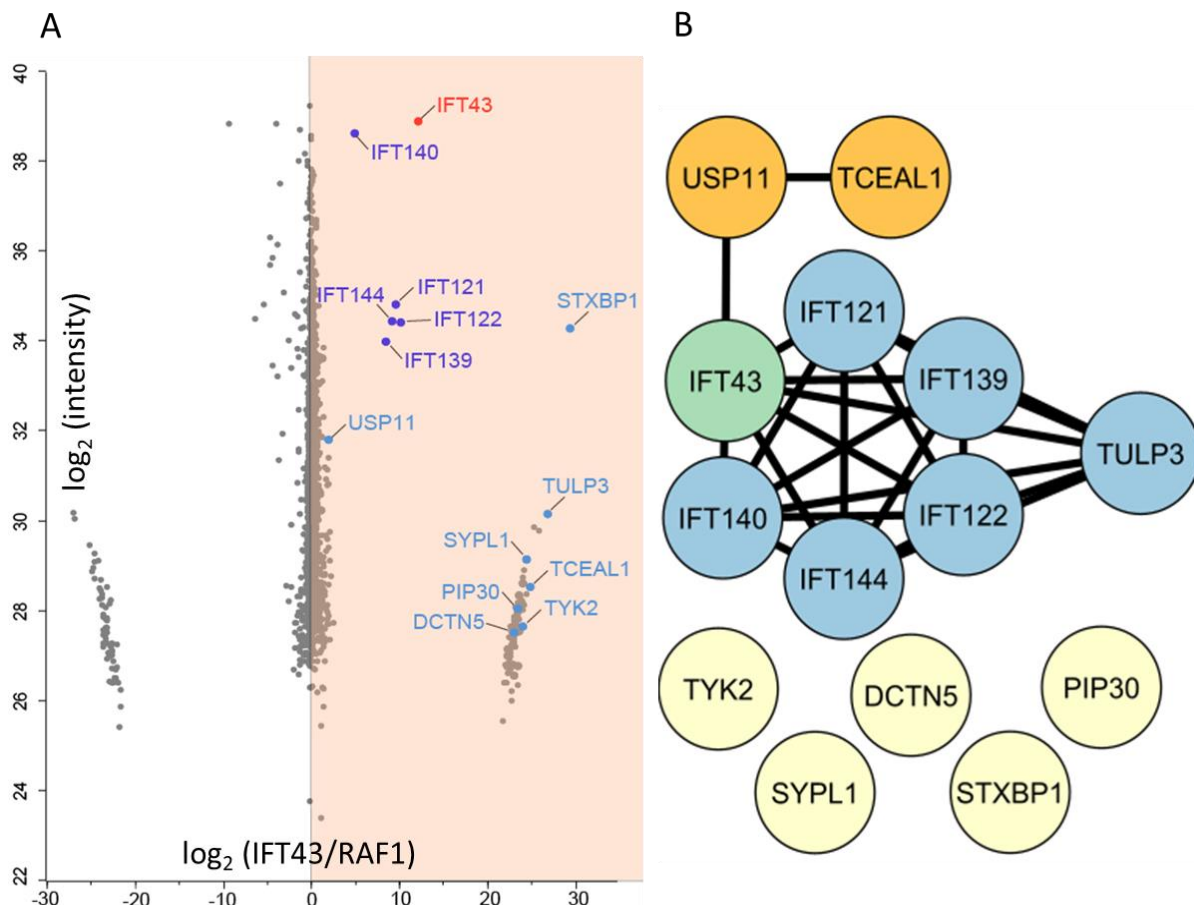 A
B
40
38
36
34
32
30
28
26
24
22
log₂ (intensity)
IFT43
IFT140
IFT121
IFT144
IFT122
IFT139
STXBP1
USP11
TULP3
SYPL1
TCEAL1
PIP30
TYK2
DCTN5
log₂ (IFT43/RAF1)
-30 -20 -10 0 10 20 30
USP11 TCEAL1
IFT121
IFT43 IFT139
TULP3
IFT140 IFT122
IFT144
TYK2 DCTN5 PIP30
SYPL1 STXBP1